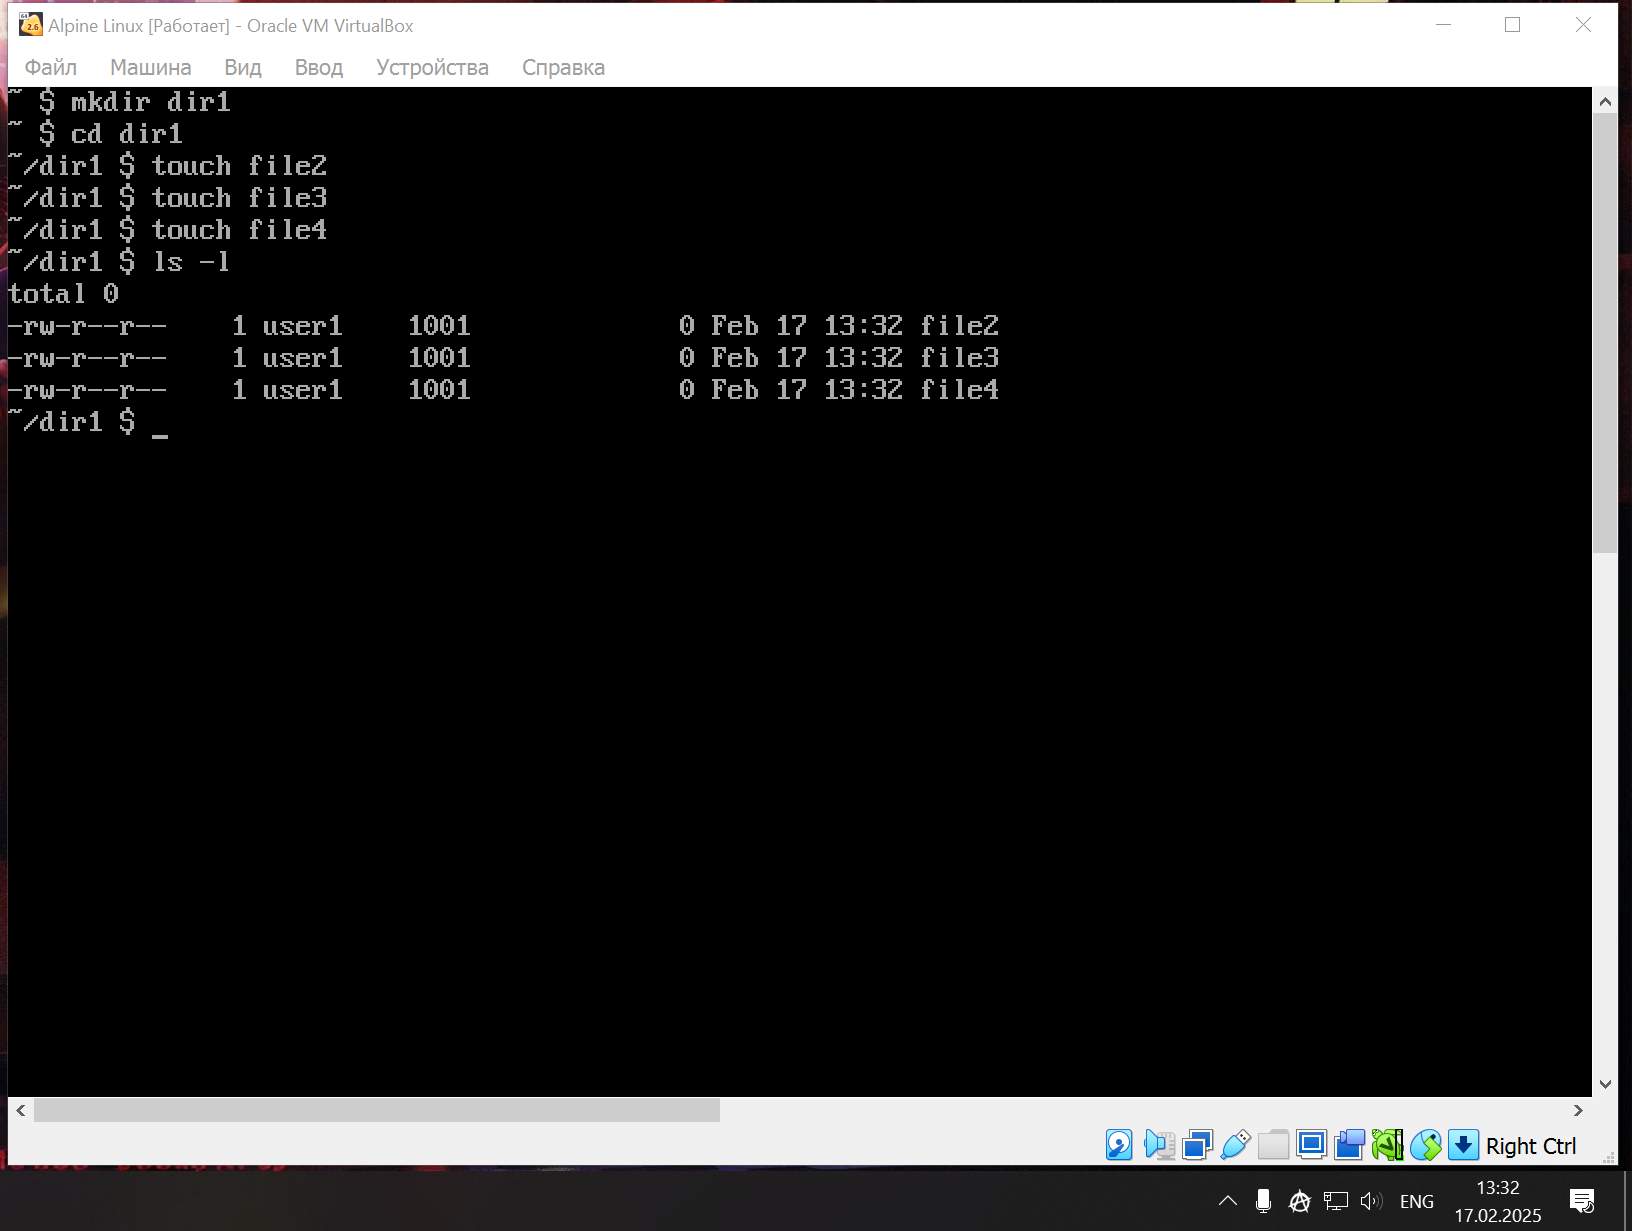 Alpine Linux [Работает] - Oracle VM VirtualBox
Файл Машина Вид Ввод Устройства Справка
~ $ mkdir dir1
~ $ cd dir1
~/dir1 $ touch file2
~/dir1 $ touch file3
~/dir1 $ touch file4
~/dir1 $ ls -l
total 0
-rw-r--r--    1 user1    1001             0 Feb 17 13:32 file2
-rw-r--r--    1 user1    1001             0 Feb 17 13:32 file3
-rw-r--r--    1 user1    1001             0 Feb 17 13:32 file4
~/dir1 $ _
Right Ctrl
ENG
13:32
17.02.2025